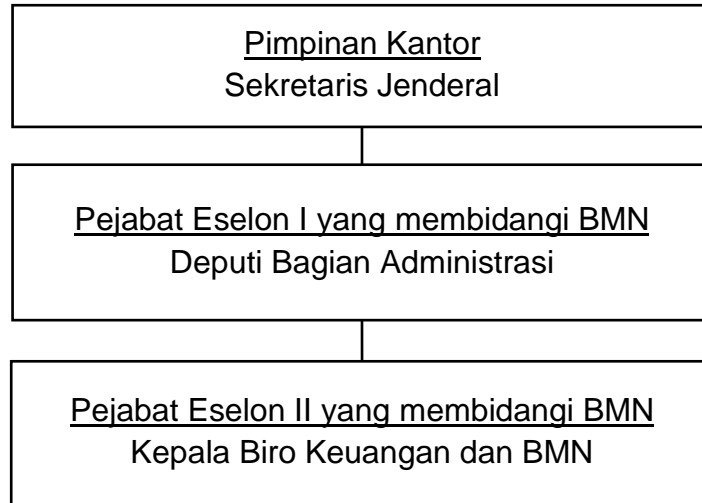 Pimpinan Kantor
Sekretaris Jenderal
Pejabat Eselon I yang membidangi BMN
Deputi Bagian Administrasi
Pejabat Eselon II yang membidangi BMN
Kepala Biro Keuangan dan BMN